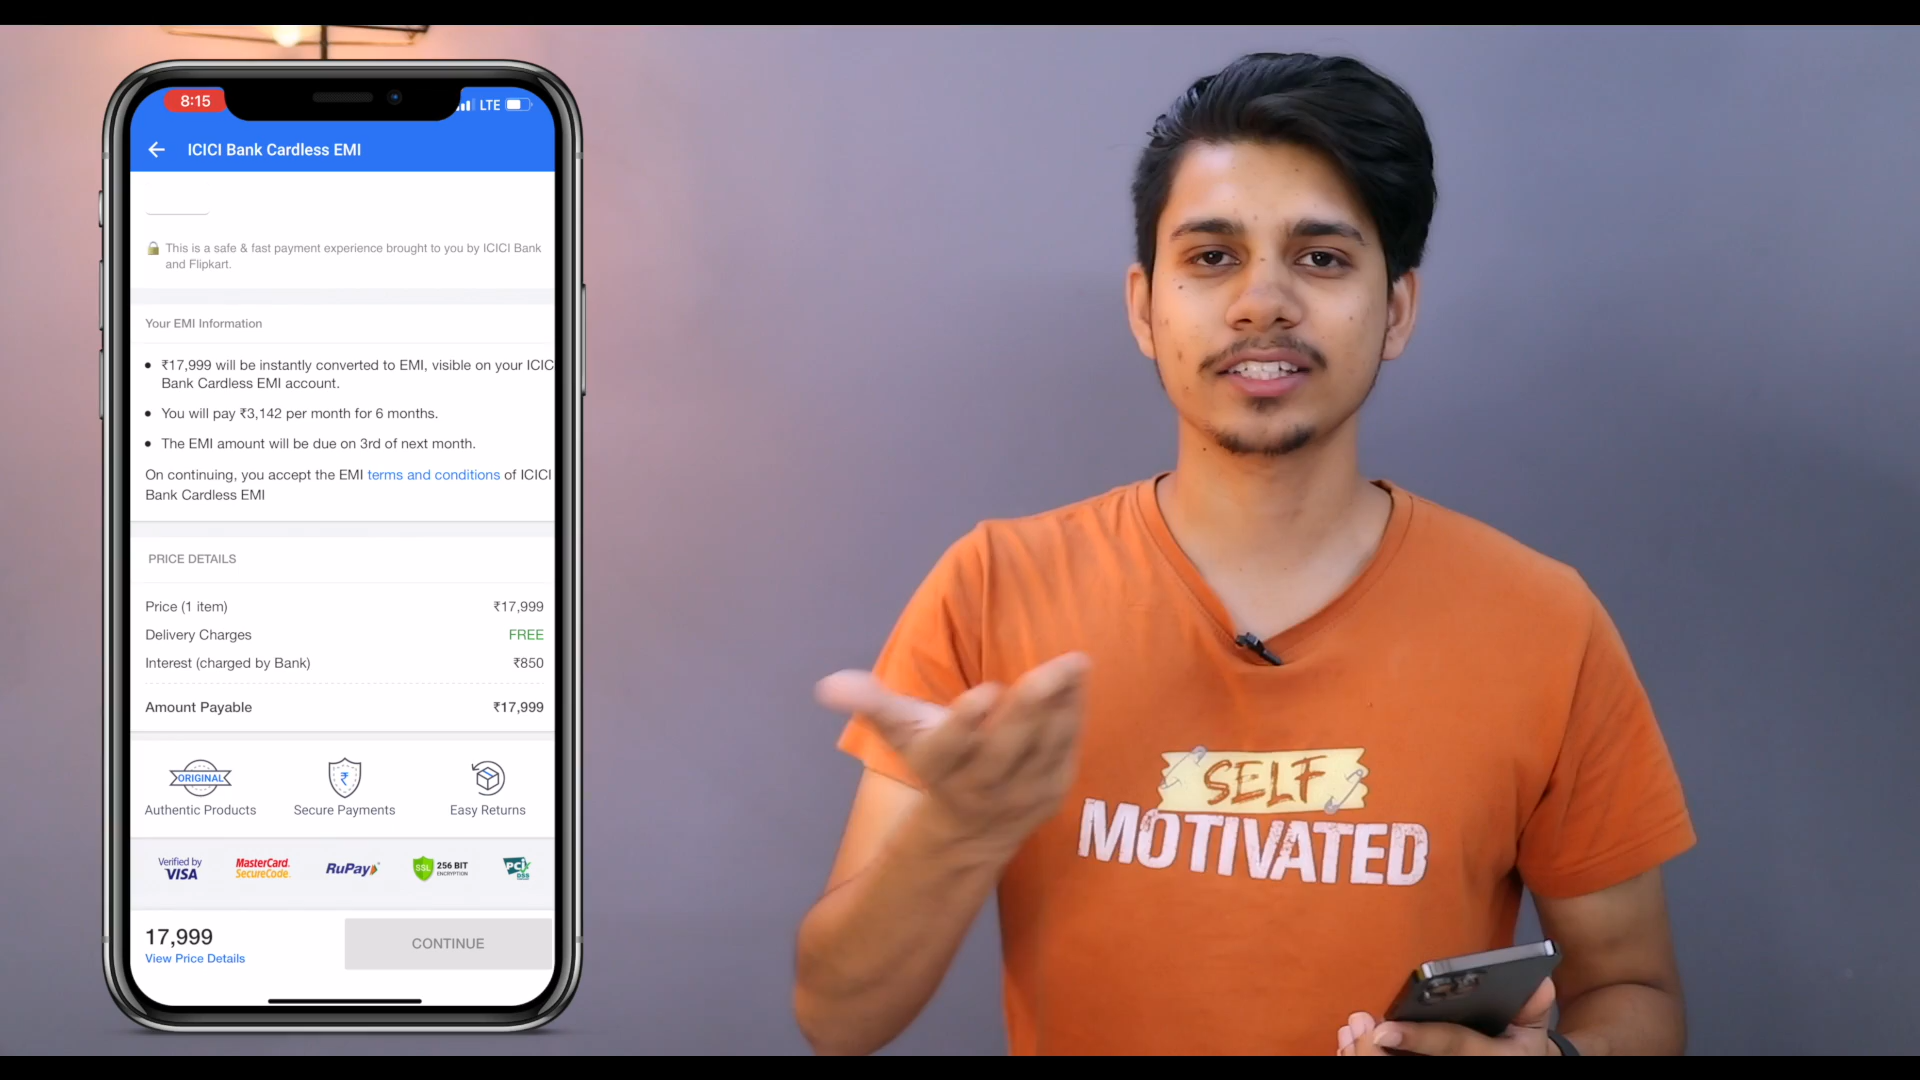 8:15
LTE
ICICI Bank Cardless EMI
This is a safe & fast payment experience brought to you by ICICI Bank
and Flipkart.
Your EMI Information
₹17,999 will be instantly converted to EMI, visible on your ICIC
Bank Cardless EMI account.
You will pay ₹3,142 per month for 6 months.
The EMI amount will be due on 3rd of next month.
On continuing, you accept the EMI terms and conditions of ICICI
Bank Cardless EMI
PRICE DETAILS
Price (1 item) ₹17,999
Delivery Charges FREE
Interest (charged by Bank) ₹850
Amount Payable ₹17,999
ORIGINAL ₹
Authentic Products Secure Payments Easy Returns
Verified by
VISA
MasterCard.
SecureCode.
RuPay
SSL 256 BIT
ENCRYPTION
PCI
DSS
17,999
View Price Details
CONTINUE
SELF
MOTIVATED